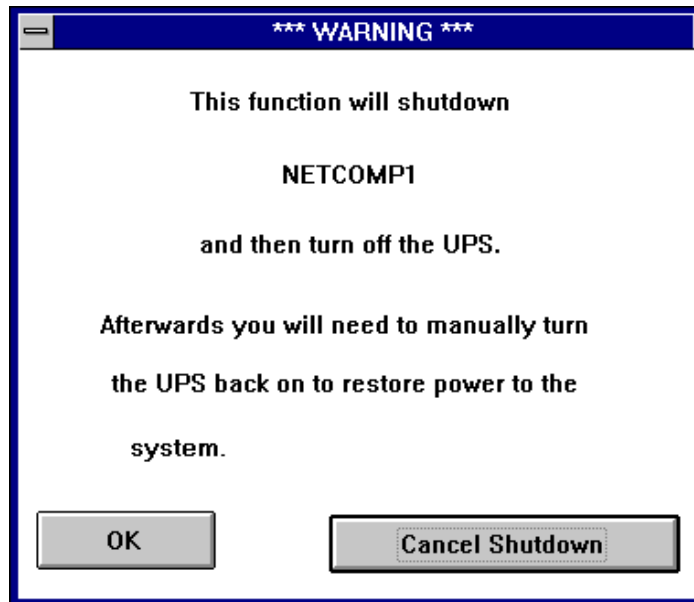 *** WARNING ***
This function will shutdown
NETCOMP1
and then turn off the UPS.
Afterwards you will need to manually turn
the UPS back on to restore power to the
system.
OK
Cancel Shutdown